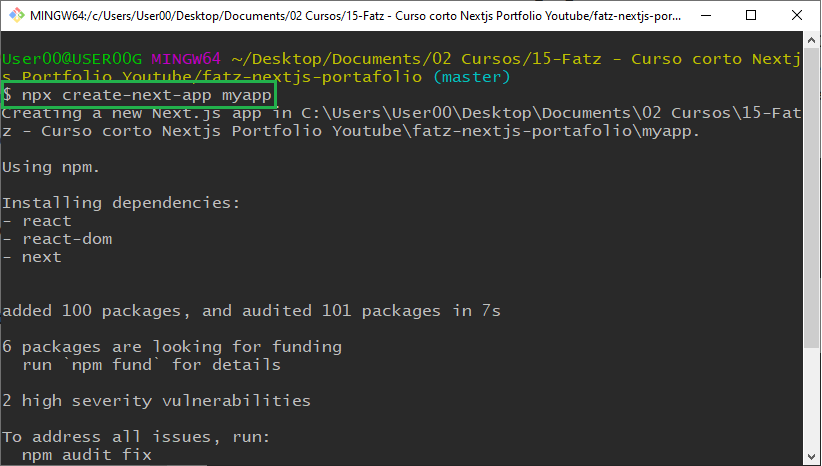 MINGW64:/c/Users/User00/Desktop/Documents/02 Cursos/15-Fatz - Curso corto Nextjs Portfolio Youtube/fatz-nextjs-por...
User00@USER00G MINGW64 ~/Desktop/Documents/02 Cursos/15-Fatz - Curso corto Nextj
s Portfolio Youtube/fatz-nextjs-portafolio (master)
$ npx create-next-app myapp
Creating a new Next.js app in C:\Users\User00\Desktop\Documents\02 Cursos\15-Fat
z - Curso corto Nextjs Portfolio Youtube\fatz-nextjs-portafolio\myapp.
Using npm.
Installing dependencies:
- react
- react-dom
- next
added 100 packages, and audited 101 packages in 7s
6 packages are looking for funding
  run `npm fund` for details
2 high severity vulnerabilities
To address all issues, run:
  npm audit fix